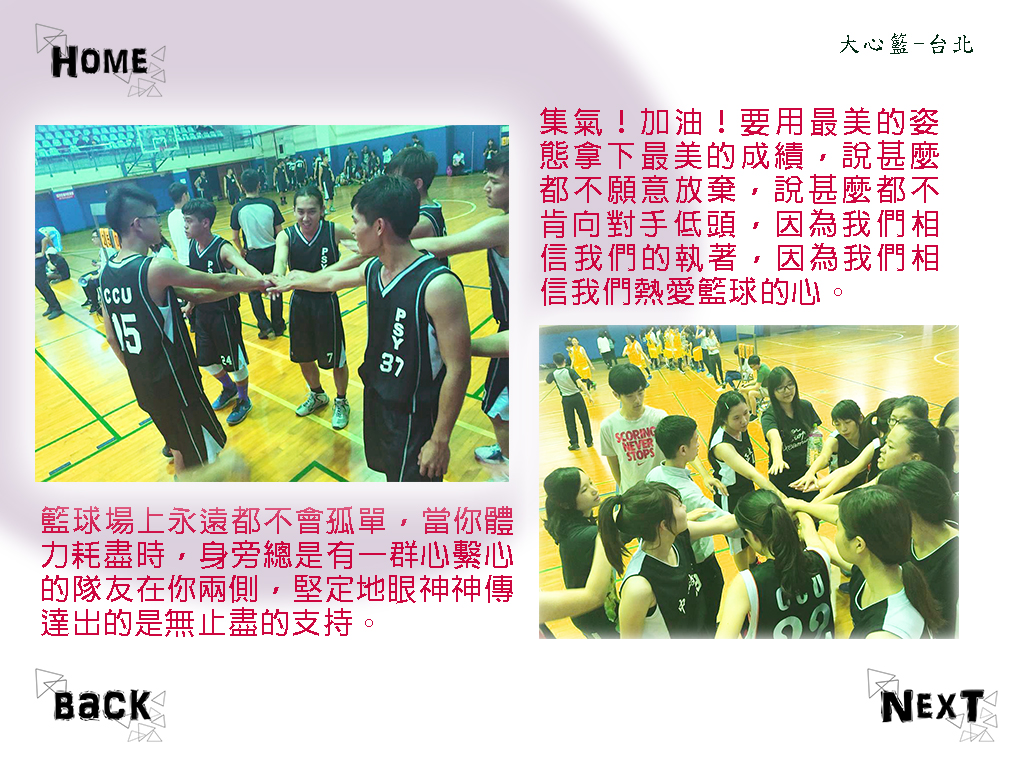 HOME
大心籃-台北
集氣！加油！要用最美的姿
態拿下最美的成績，說甚麼
都不願意放棄，說甚麼都不
肯向對手低頭，因為我們相
信我們的執著，因為我們相
信我們熱愛籃球的心。
CCU
15
24
PSY
7
PSY
37
SCORING
NEVER
STOPS
CCU
22
籃球場上永遠都不會孤單，當你體
力耗盡時，身旁總是有一群心繫心
的隊友在你兩側，堅定地眼神神傳
達出的是無止盡的支持。
BACK
NEXT